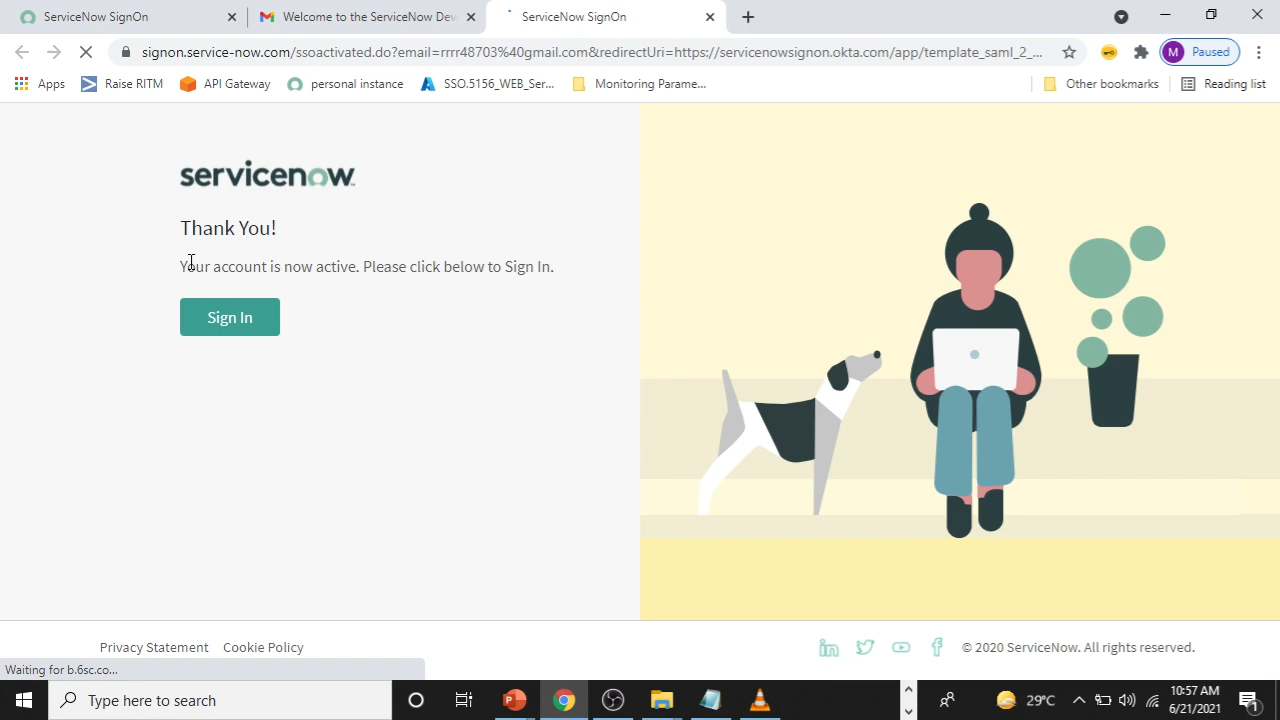 ServiceNow SignOn
Welcome to the ServiceNow Dev
ServiceNow SignOn
signon.service-now.com/ssoactivated.do?email=rrrr48703%40gmail.com&redirectUri=https://servicenowsignon.okta.com/app/template_saml_2_...
M Paused
Apps
Raise RITM
API Gateway
personal instance
SSO.5156_WEB_Ser...
Monitoring Parame...
Other bookmarks
Reading list
servicenow
Thank You!
Your account is now active. Please click below to Sign In.
Sign In
Privacy Statement
Cookie Policy
© 2020 ServiceNow. All rights reserved.
Waiting for b.6sc.co...
Type here to search
29°C
10:57 AM
6/21/2021
1